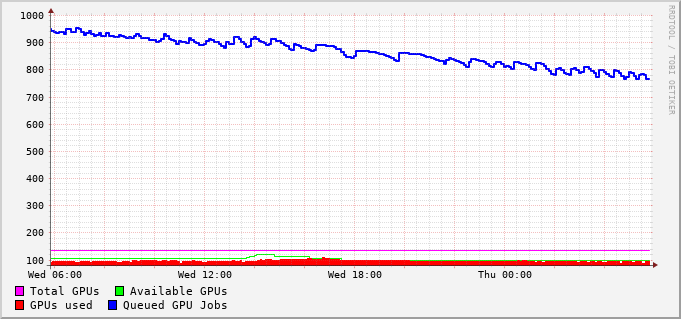 1000
900
800
700
600
500
400
300
200
100
Wed 06:00 Wed 12:00 Wed 18:00 Thu 00:00
Total GPUs Available GPUs
GPUs used Queued GPU Jobs
RRDTOOL / TOBI OETIKER